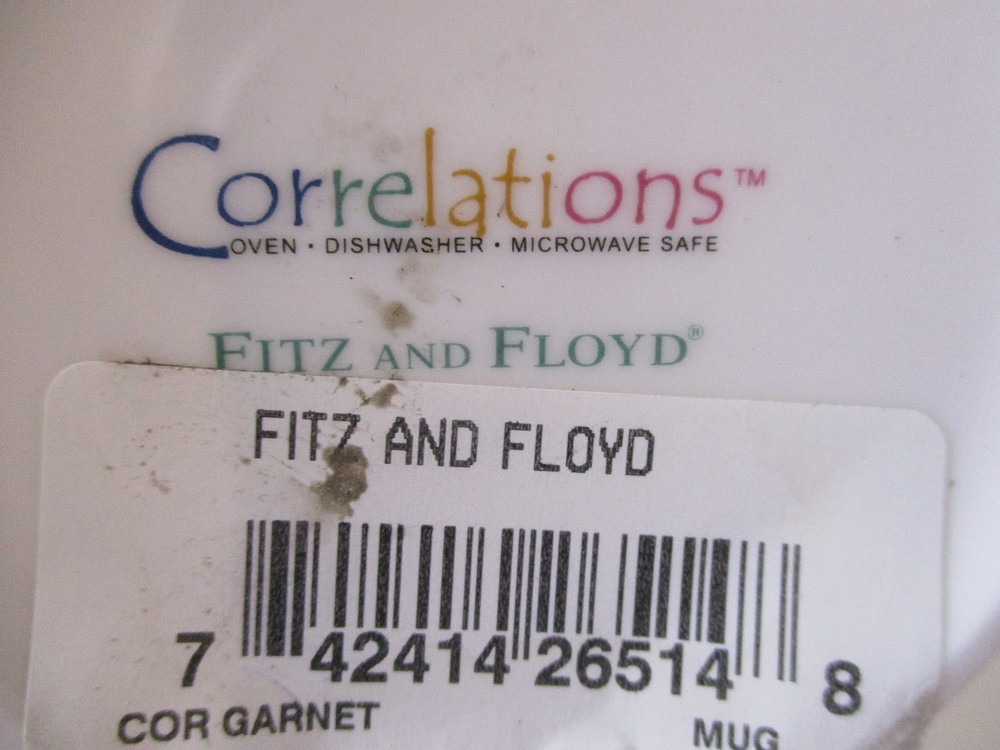 Correlations™
OVEN • DISHWASHER • MICROWAVE SAFE
FITZ AND FLOYD®
FITZ AND FLOYD
7 42414 26514 8
COR GARNET MUG